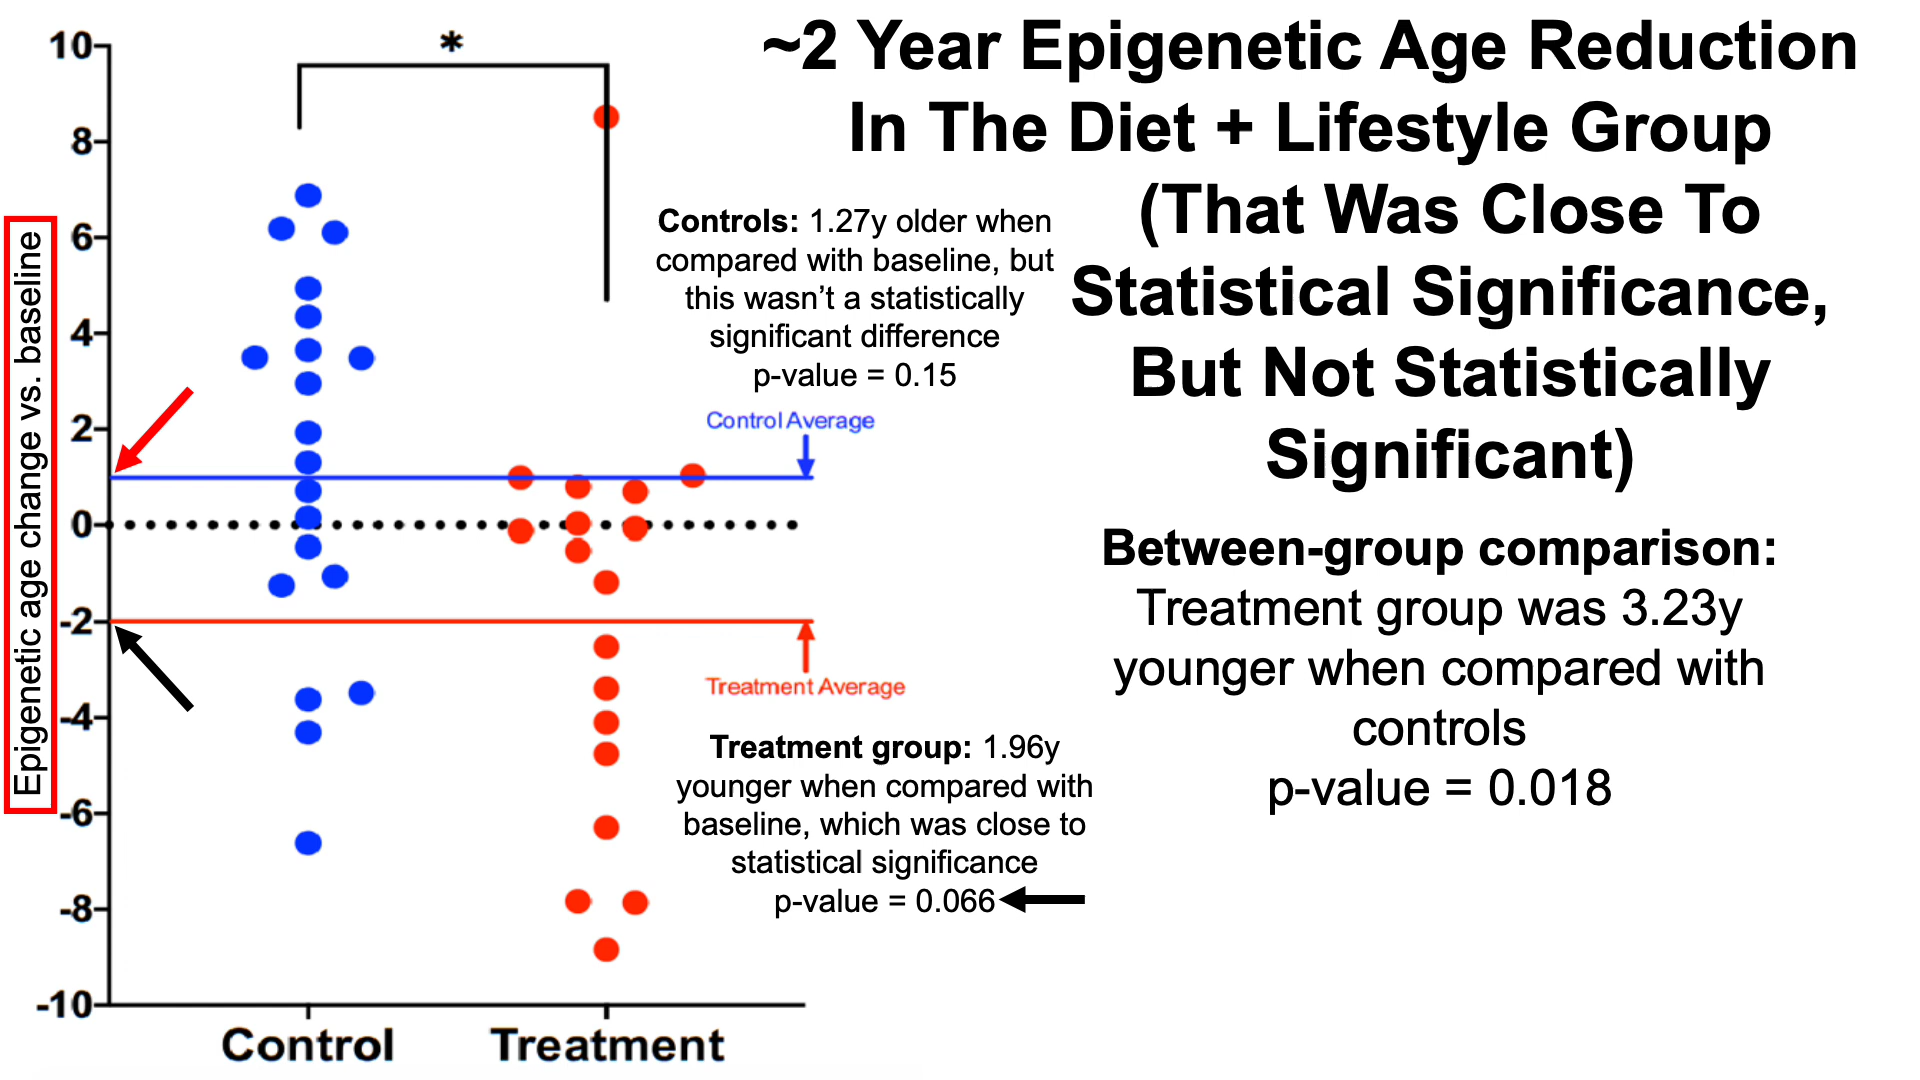 ~2 Year Epigenetic Age Reduction
In The Diet + Lifestyle Group
(That Was Close To
Statistical Significance,
But Not Statistically
Significant)
*
10
8
6
4
2
0
-2
-4
-6
-8
-10
Epigenetic age change vs. baseline
Controls: 1.27y older when
compared with baseline, but
this wasn’t a statistically
significant difference
p-value = 0.15
Control Average
Treatment Average
Treatment group: 1.96y
younger when compared with
baseline, which was close to
statistical significance
p-value = 0.066
Between-group comparison:
Treatment group was 3.23y
younger when compared with
controls
p-value = 0.018
Control
Treatment